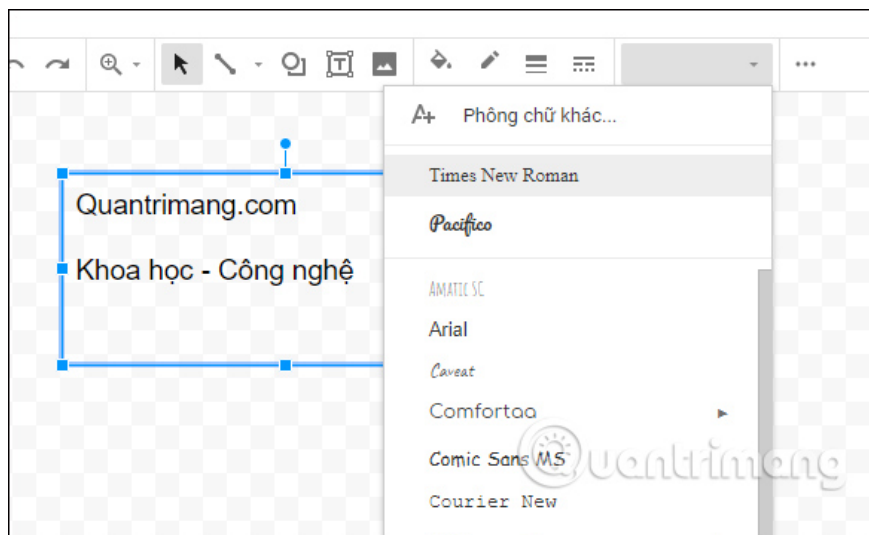 Phông chữ khác...
Times New Roman
Pacifico
Quantrimang.com
Khoa học - Công nghệ
Amatic SC
Arial
Caveat
Comfortaa
Comic Sans MS
Courier New
Quantrimang